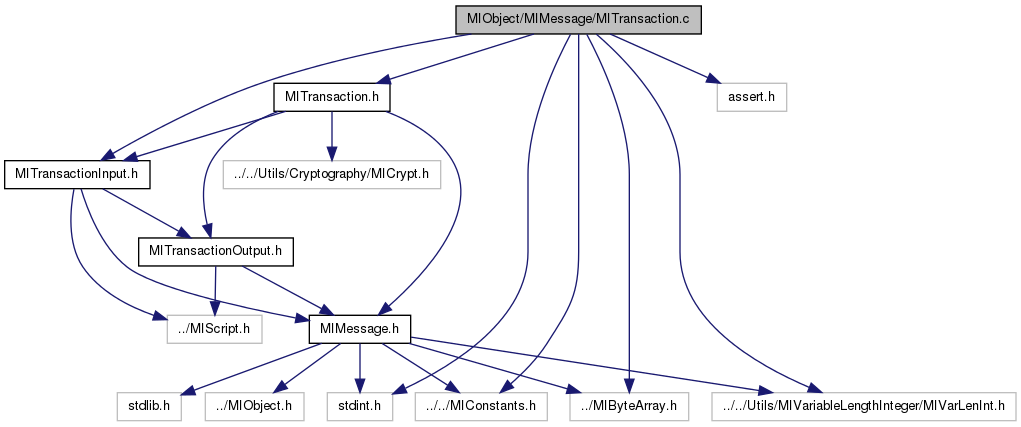 MIObject/MIMessage/MITransaction.c
MITransaction.h
assert.h
MITransactionInput.h
../../Utils/Cryptography/MICrypt.h
MITransactionOutput.h
../MIScript.h
MIMessage.h
stdlib.h
../MIObject.h
stdint.h
../../MIConstants.h
../MIByteArray.h
../../Utils/MIVariableLengthInteger/MIVarLenInt.h